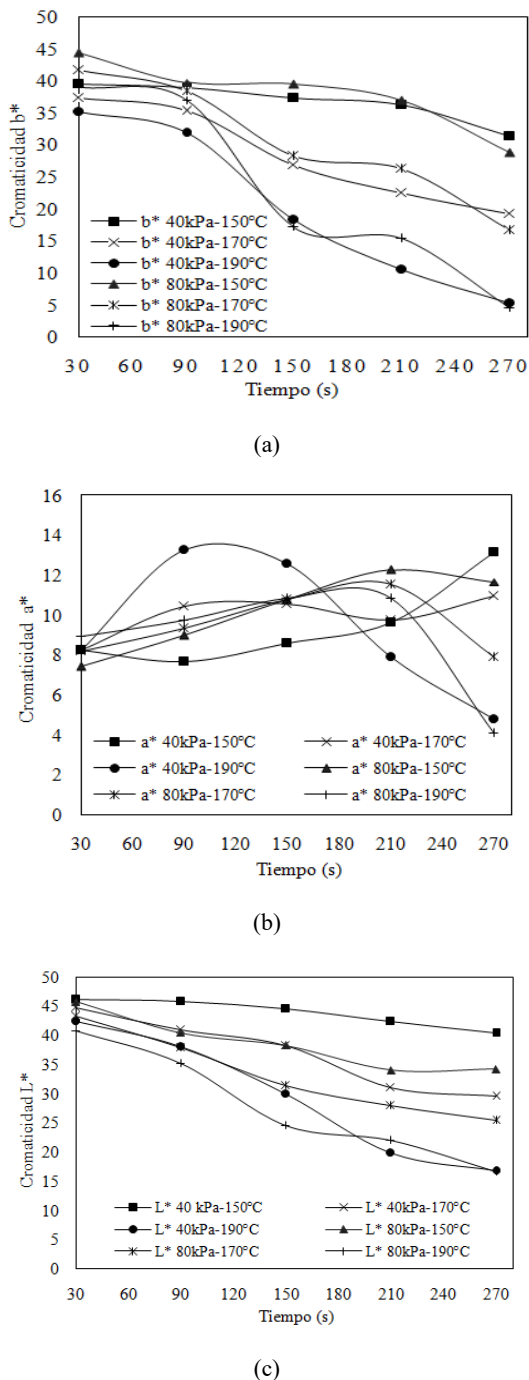 Cromaticidad b*
50
45
40
35
30
25
20
15
10
5
0
b* 40kPa-150°C
b* 40kPa-170°C
b* 40kPa-190°C
b* 80kPa-150°C
b* 80kPa-170°C
b* 80kPa-190°C
30 60 90 120 150 180 210 240 270
Tiempo (s)
(a)
Cromaticidad a*
16
14
12
10
8
6
4
2
0
a* 40kPa-150°C a* 40kPa-170°C
a* 40kPa-190°C a* 80kPa-150°C
a* 80kPa-170°C a* 80kPa-190°C
30 60 90 120 150 180 210 240 270
Tiempo (s)
(b)
Cromaticidad L*
50
45
40
35
30
25
20
15
10
5
0
L* 40 kPa-150°C L* 40kPa-170°C
L* 40kPa-190°C L* 80kPa-150°C
L* 80kPa-170°C L* 80kPa-190°C
30 60 90 120 150 180 210 240 270
Tiempo (s)
(c)